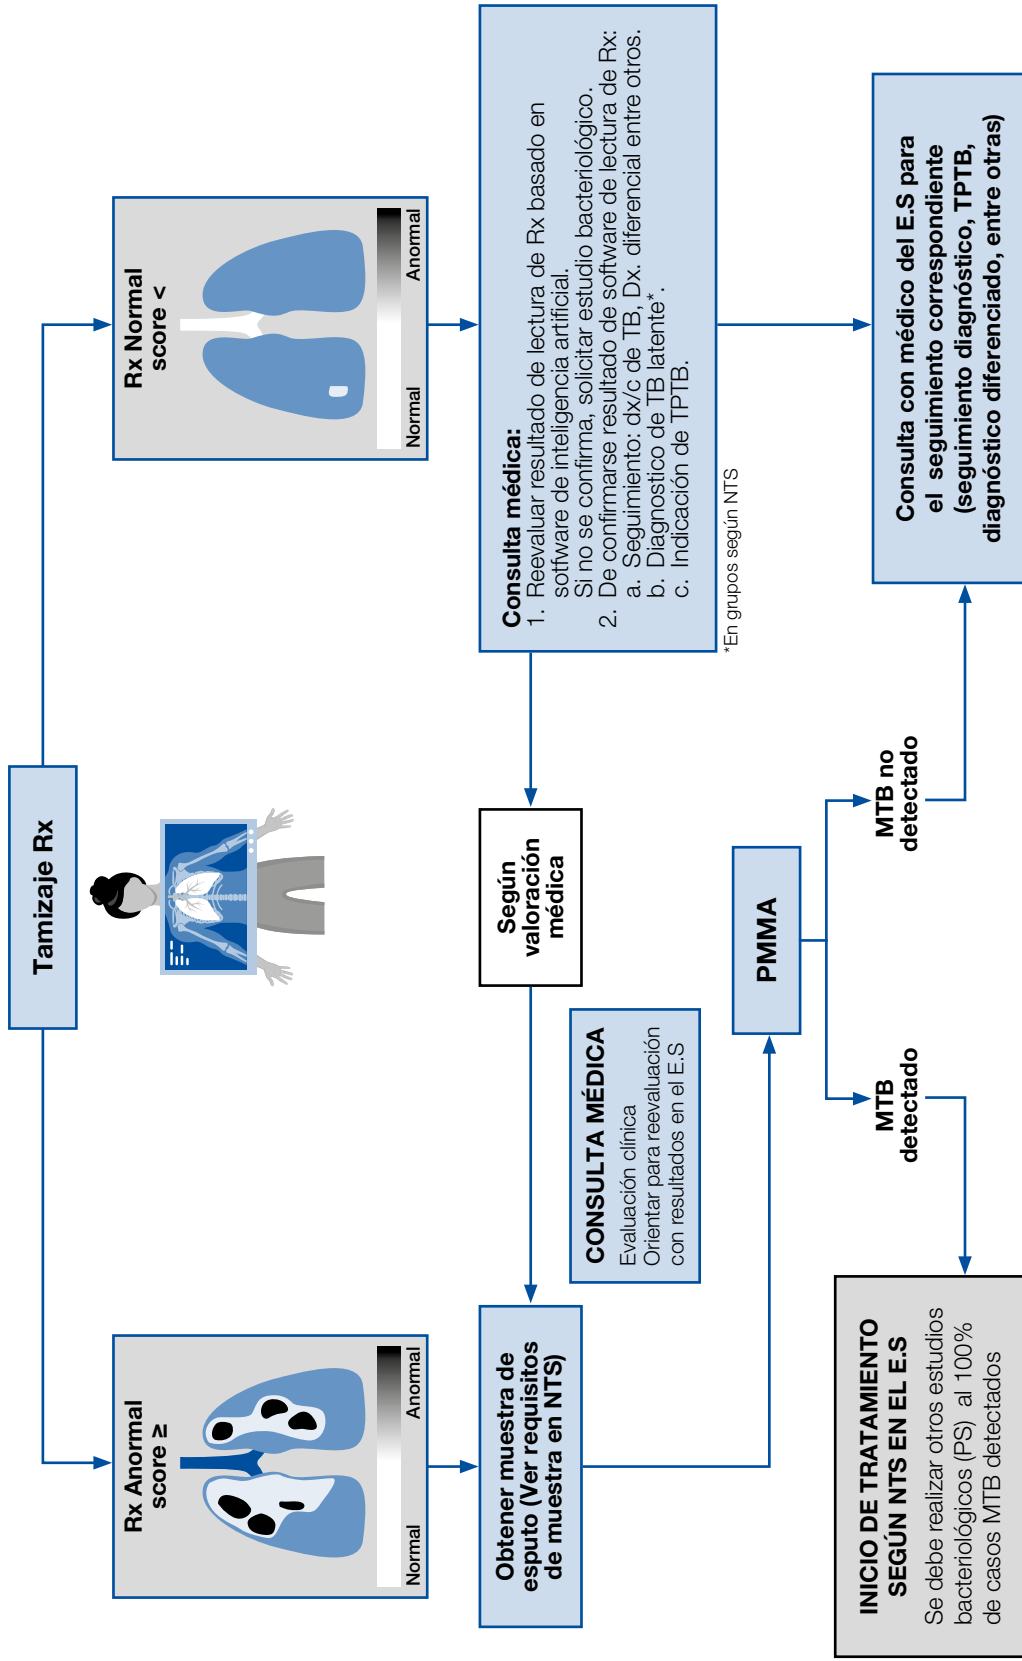 Tamizaje Rx
Rx Anormal
score ≥
Normal
Anormal
Rx Normal
score <
Normal
Anormal
Obtener muestra de
esputo (Ver requisitos
de muestra en NTS)
Según
valoración
médica
Consulta médica:
1. Reevaluar resultado de lectura de Rx basado en
sotfware de inteligencia artificial.
Si no se confirma, solicitar estudio bacteriológico.
2. De confirmarse resultado de software de lectura de Rx:
a. Seguimiento: dx/c de TB, Dx. diferencial entre otros.
b. Diagnostico de TB latente*.
c. Indicación de TPTB.
*En grupos según NTS
CONSULTA MÉDICA
Evaluación clínica
Orientar para reevaluación
con resultados en el E.S
PMMA
MTB
detectado
MTB no
detectado
INICIO DE TRATAMIENTO
SEGÚN NTS EN EL E.S
Se debe realizar otros estudios
bacteriológicos (PS) al 100%
de casos MTB detectados
Consulta con médico del E.S para
el seguimiento correspondiente
(seguimiento diagnóstico, TPTB,
diagnóstico diferenciado, entre otras)